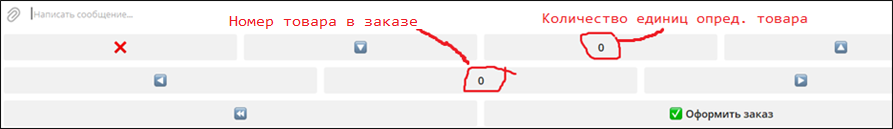 Написать сообщение...
Номер товара в заказе
Количество единиц опред. товара
0
0
Оформить заказ